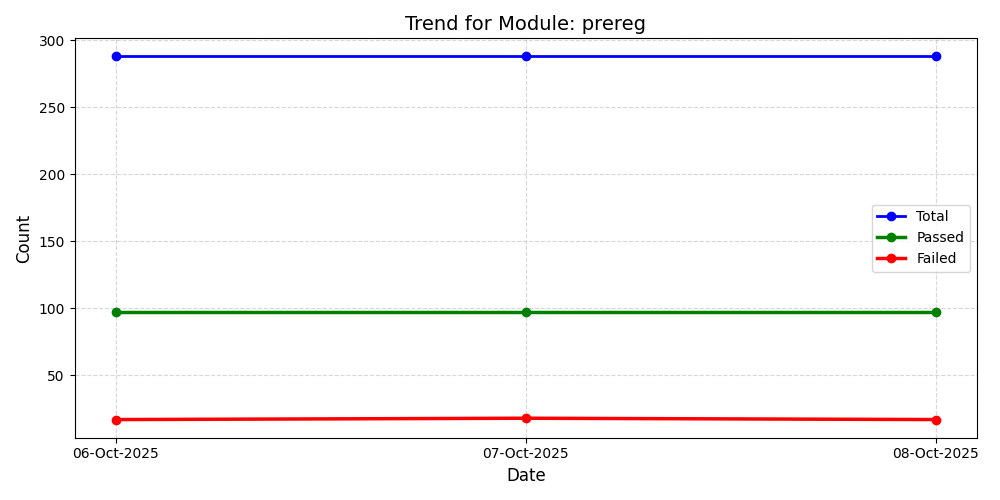 Trend for Module: prereg
300
250
200
150
100
50
Count
Total
Passed
Failed
06-Oct-2025
07-Oct-2025
08-Oct-2025
Date